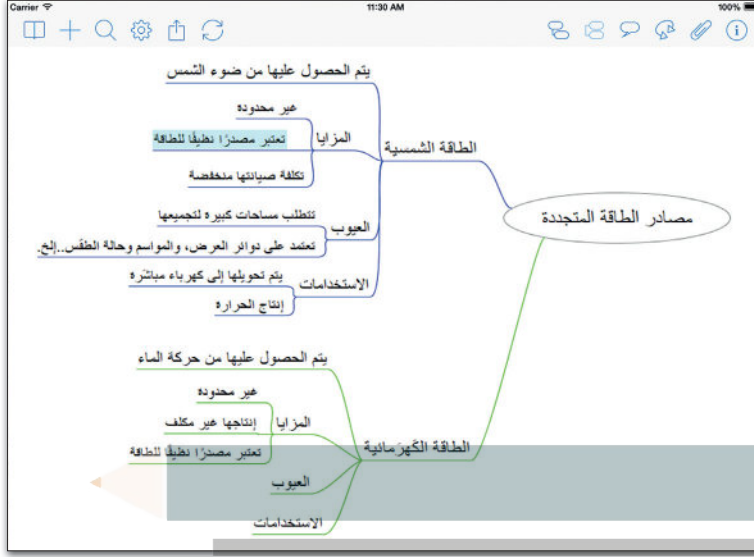 Carrier 11:30 AM 100%
يتم الحصول عليها من ضوء الشمس
غير محدودة
المزايا
تعتبر مصدرًا نظيفًا للطاقة
تكلفة صيانتها منخفضة
الطاقة الشمسية
مصادر الطاقة المتجددة
تتطلب مساحات كبيرة لتجميعها
العيوب
تعتمد على دوائر العرض، والمواسم وحالة الطقس..إلخ.
يتم تحويلها إلى كهرباء مباشرة
الاستخدامات
إنتاج الحرارة
يتم الحصول عليها من حركة الماء
غير محدودة
المزايا
إنتاجها غير مكلف
تعتبر مصدرًا نظيفًا للطاقة
الطاقة الكَهرَمائية
العيوب
الاستخدامات